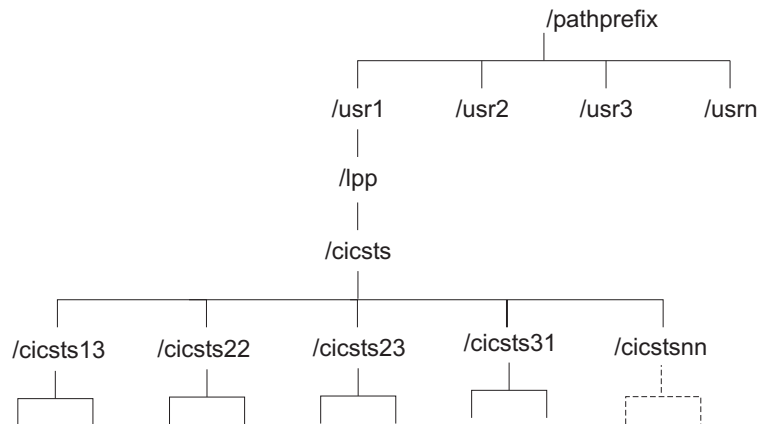 /pathprefix
/usr1 /usr2 /usr3 /usrn
/lpp
/cicsts
/cicsts13 /cicsts22 /cicsts23 /cicsts31 /cicstsnn